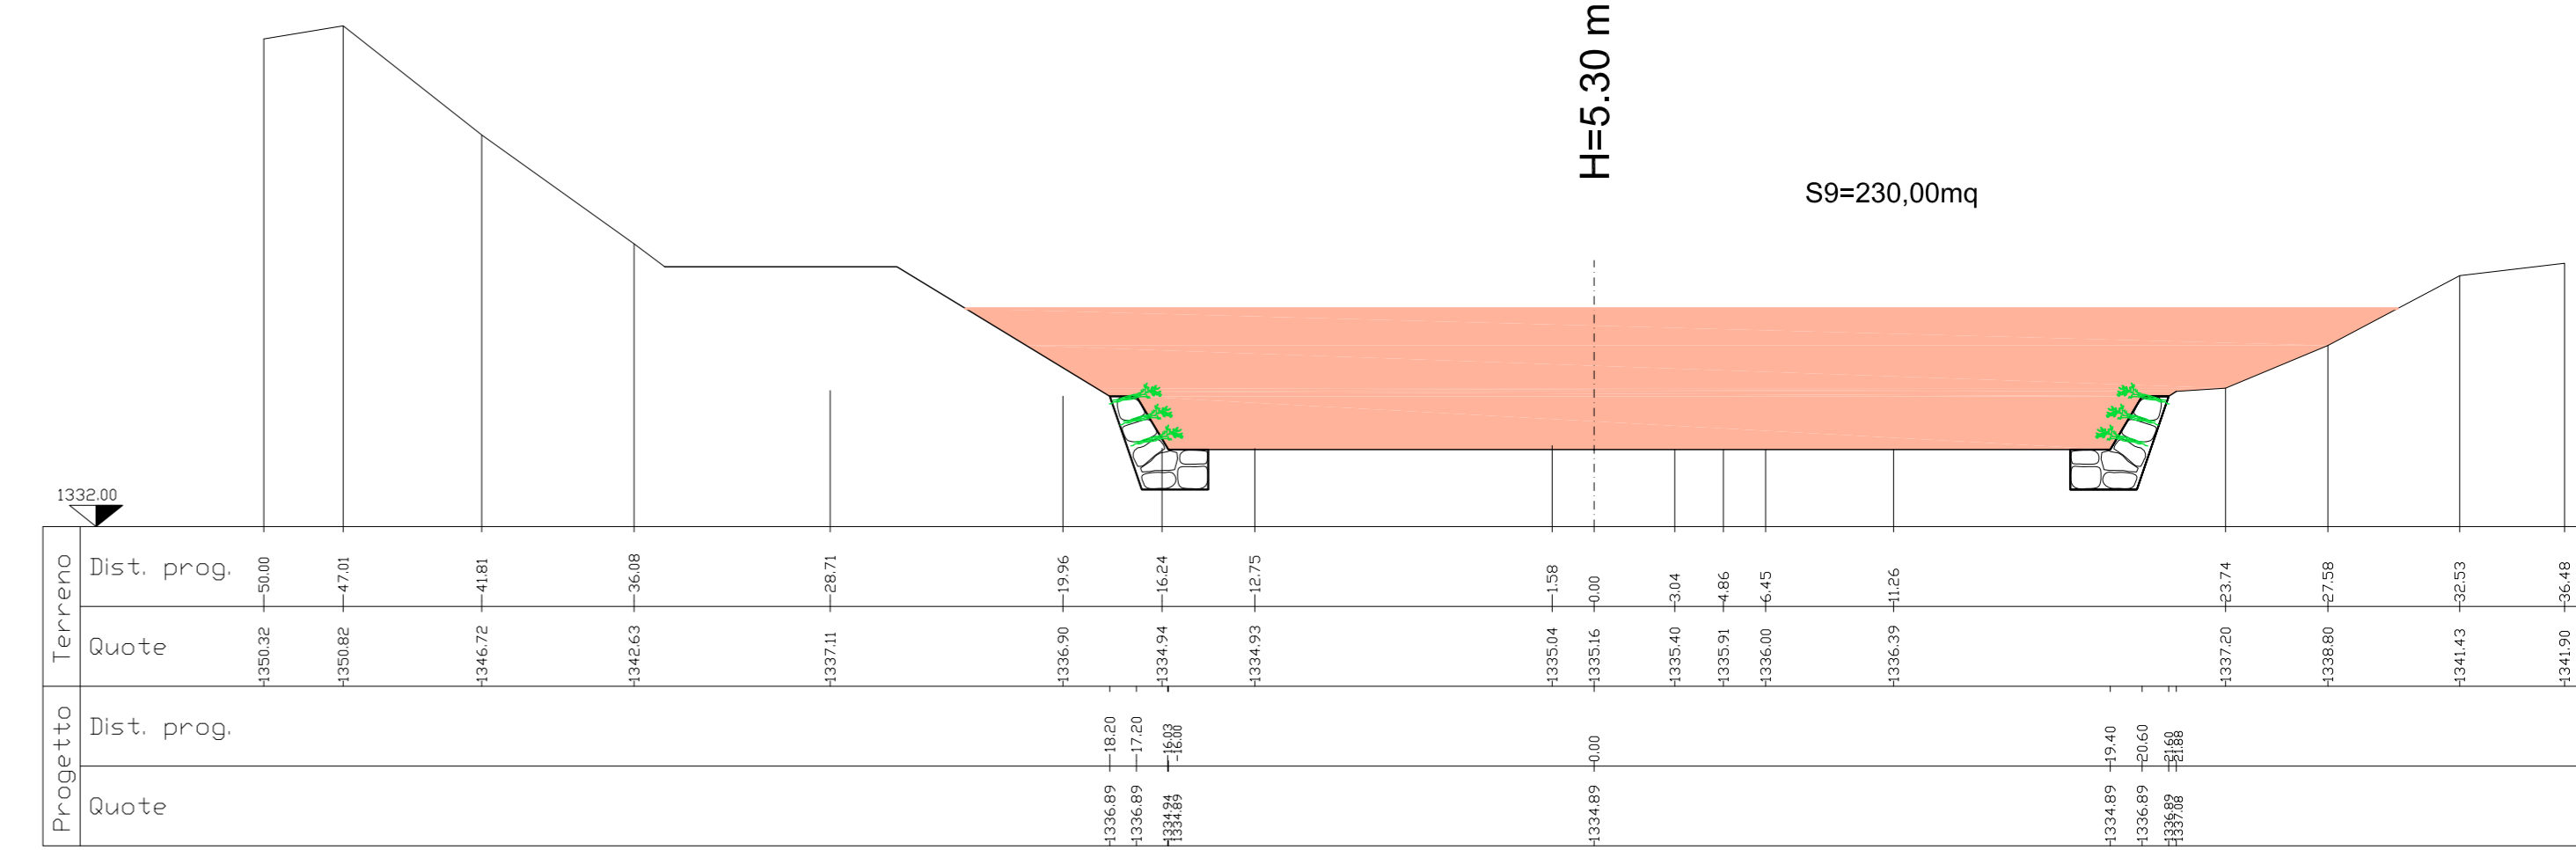 H=5.30 m
S9=230,00mq
1332.00
Terreno
Dist. prog.
-50.00 -47.01 -41.81 -36.08 -28.71 -19.96 -16.24 -12.75 -1.58 0.00 3.04 4.86 6.45 11.26 23.74 27.58 32.53 36.48
Quote
1350.32 1350.82 1346.72 1342.63 1337.11 1336.90 1334.94 1334.93 1335.04 1335.16 1335.40 1335.91 1336.00 1336.39 1337.20 1338.80 1341.43 1341.90
Progetto
Dist. prog.
-18.20 -17.20 -16.03 -16.00 0.00 19.40 20.60 21.60 21.88
Quote
1336.89 1336.89 1334.94 1334.89 1334.89 1334.89 1336.89 1336.89 1337.08